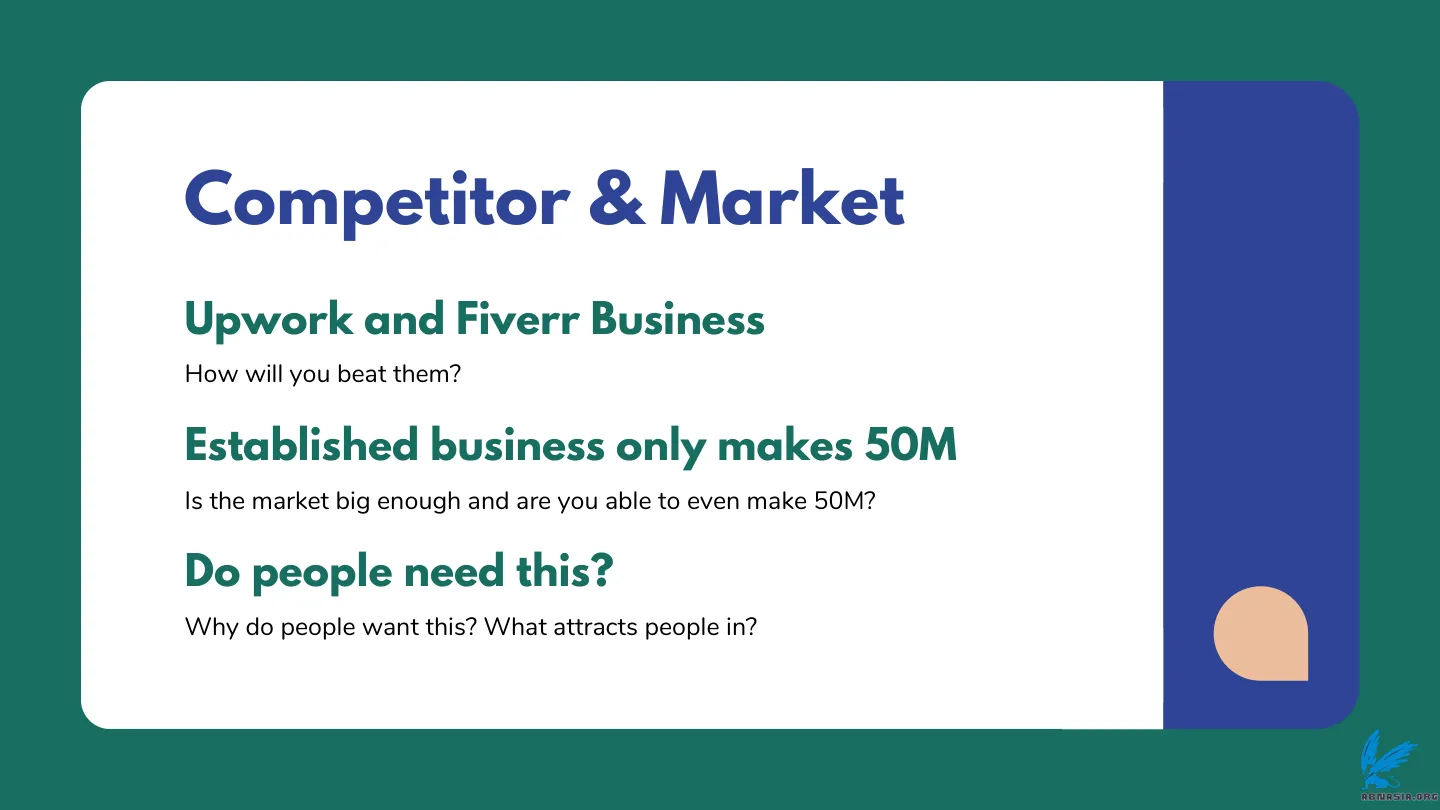 Competitor & Market
Upwork and Fiverr Business
How will you beat them?
Established business only makes 50M
Is the market big enough and are you able to even make 50M?
Do people need this?
Why do people want this? What attracts people in?
ABNASIA.ORG